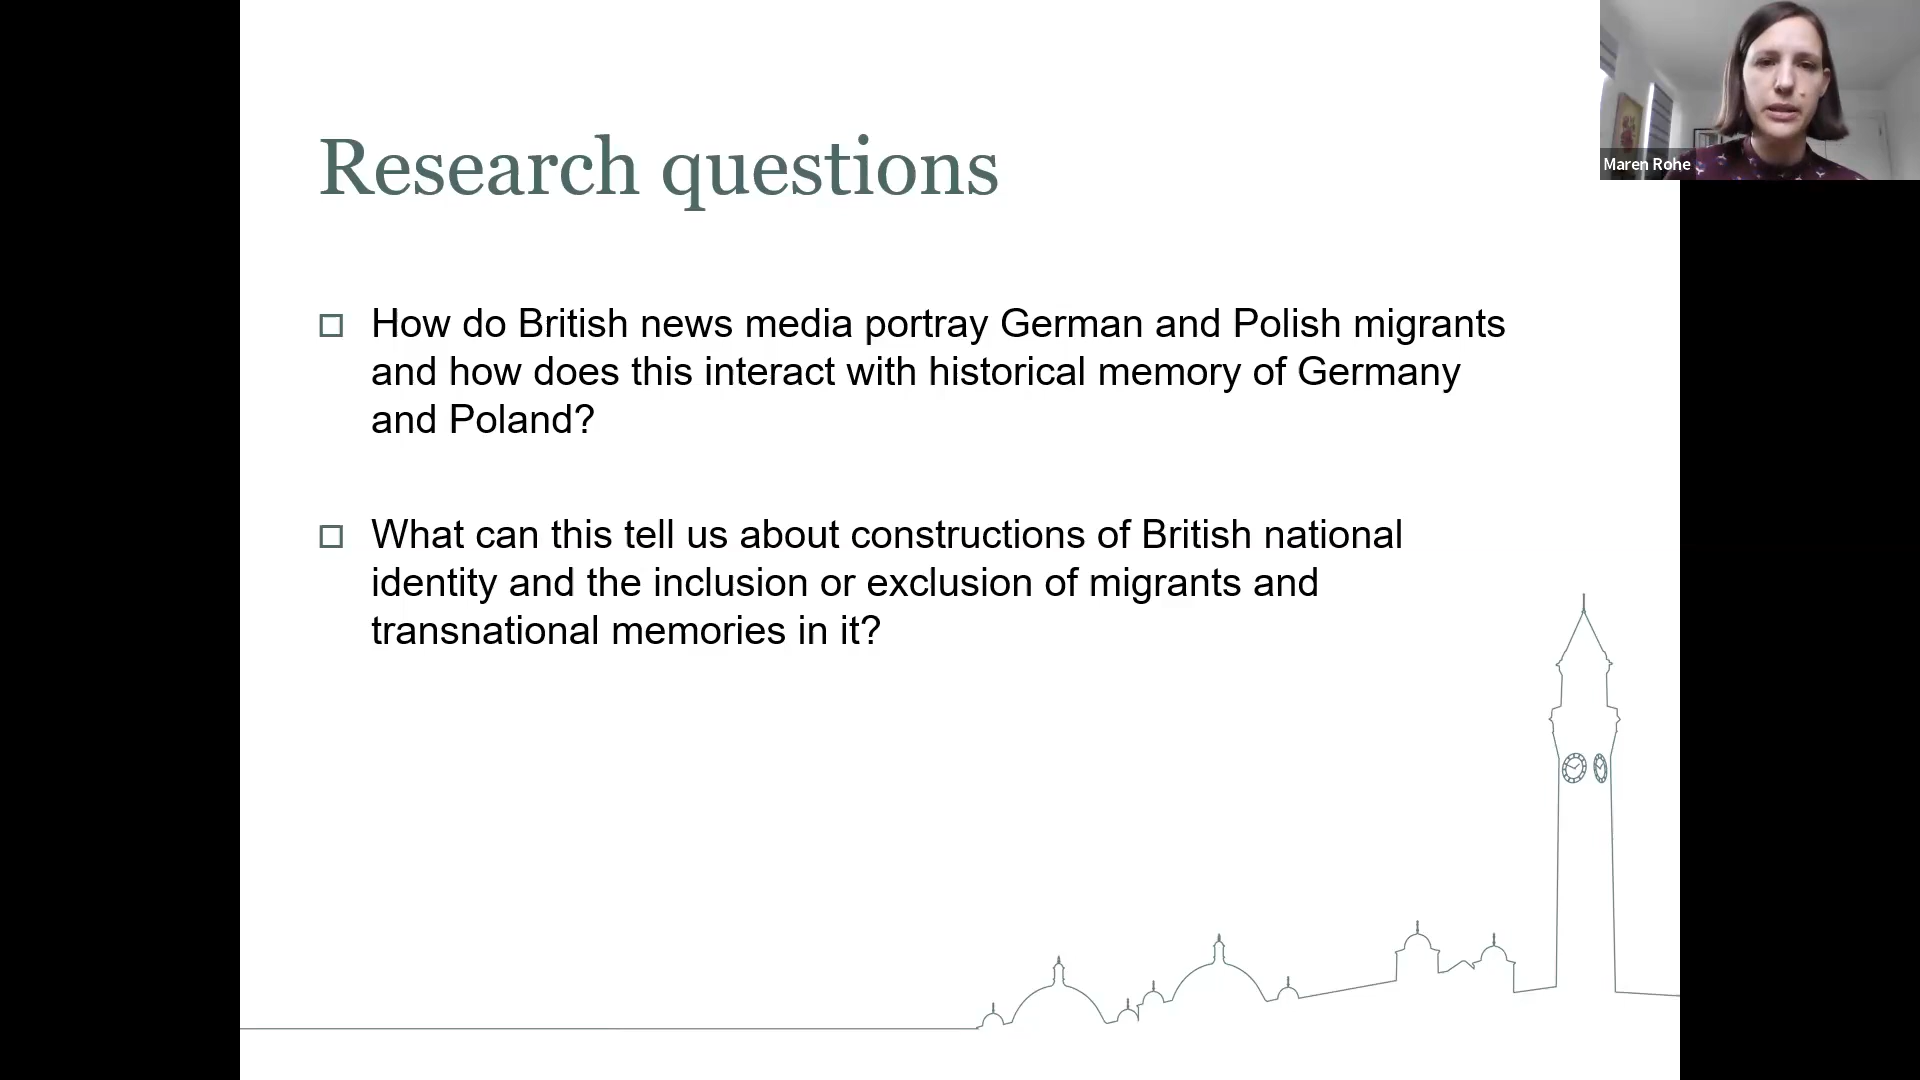 Research questions
How do British news media portray German and Polish migrants
and how does this interact with historical memory of Germany
and Poland?
What can this tell us about constructions of British national
identity and the inclusion or exclusion of migrants and
transnational memories in it?
Maren Rohe